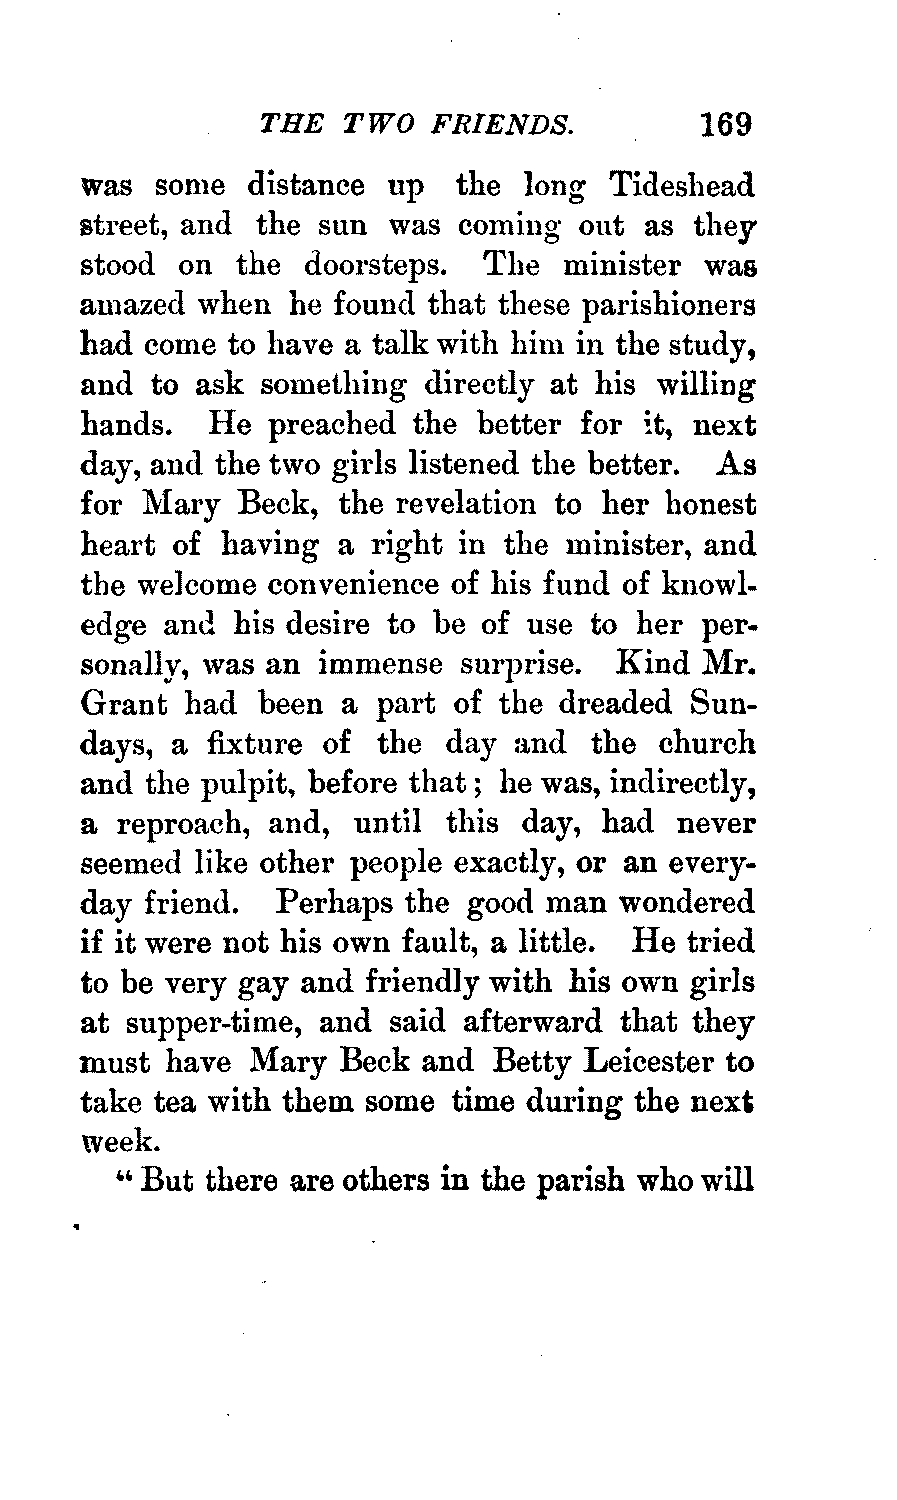 THE TWO FRIENDS. 169
was some distance up the long Tideshead
street, and the sun was coming out as they
stood on the doorsteps. The minister was
amazed when he found that these parishioners
had come to have a talk with him in the study,
and to ask something directly at his willing
hands. He preached the better for it, next
day, and the two girls listened the better. As
for Mary Beck, the revelation to her honest
heart of having a right in the minister, and
the welcome convenience of his fund of knowl-
edge and his desire to be of use to her per-
sonally, was an immense surprise. Kind Mr.
Grant had been a part of the dreaded Sun-
days, a fixture of the day and the church
and the pulpit, before that; he was, indirectly,
a reproach, and, until this day, had never
seemed like other people exactly, or an every-
day friend. Perhaps the good man wondered
if it were not his own fault, a little. He tried
to be very gay and friendly with his own girls
at supper-time, and said afterward that they
must have Mary Beck and Betty Leicester to
take tea with them some time during the next
week.
“But there are others in the parish who will